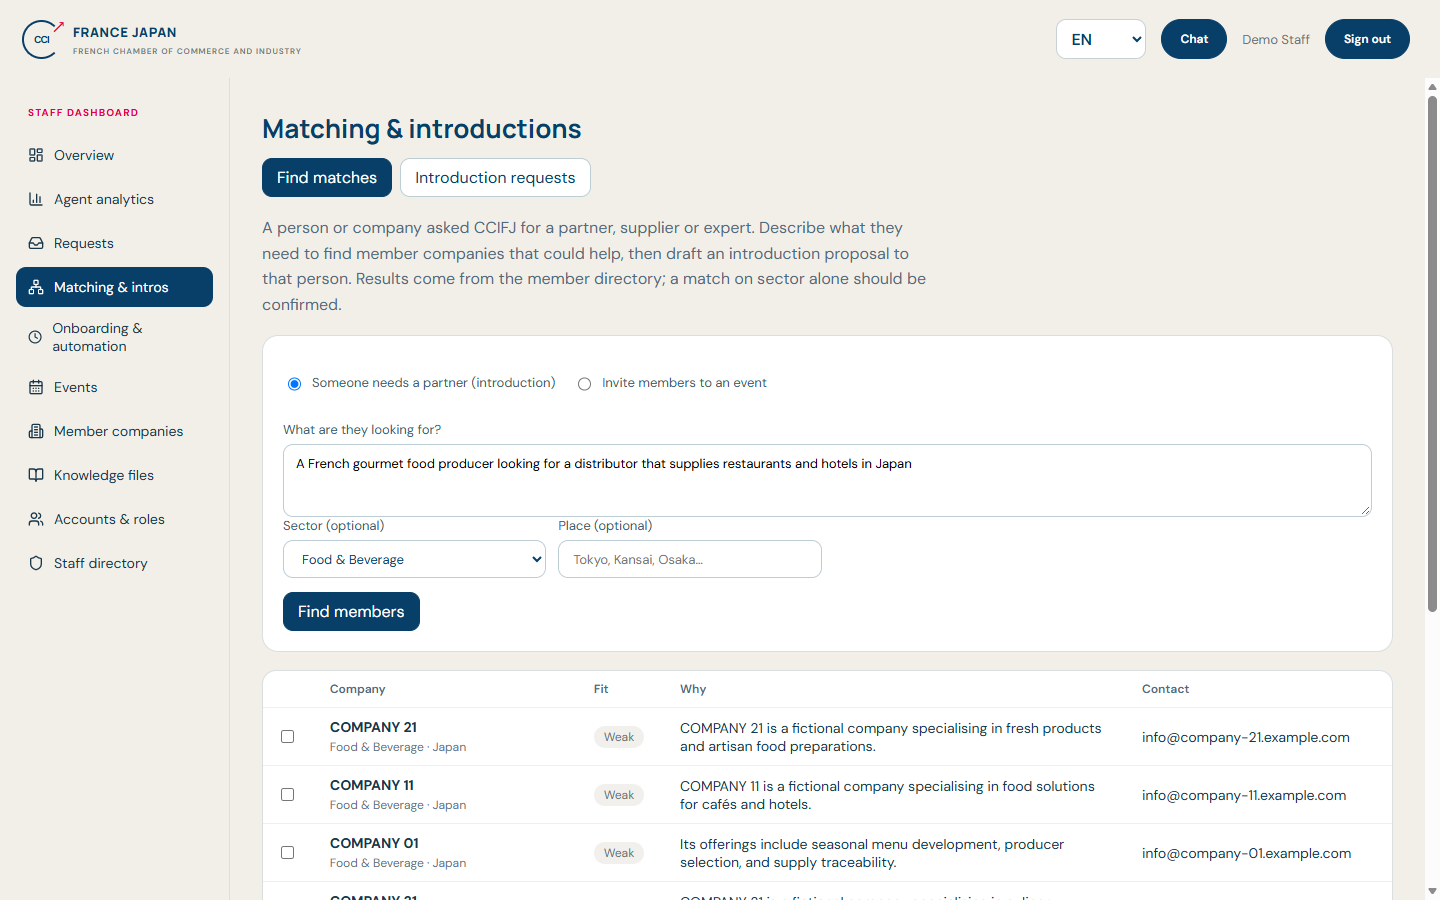 CCI
FRANCE JAPAN
FRENCH CHAMBER OF COMMERCE AND INDUSTRY
EN
Chat
Demo Staff
Sign out
STAFF DASHBOARD
Overview
Agent analytics
Requests
Matching & intros
Onboarding &
automation
Events
Member companies
Knowledge files
Accounts & roles
Staff directory
Matching & introductions
Find matches
Introduction requests
A person or company asked CCIFJ for a partner, supplier or expert. Describe what they
need to find member companies that could help, then draft an introduction proposal to
that person. Results come from the member directory; a match on sector alone should be
confirmed.
Someone needs a partner (introduction)
Invite members to an event
What are they looking for?
A French gourmet food producer looking for a distributor that supplies restaurants and hotels in Japan
Sector (optional)
Place (optional)
Food & Beverage
Tokyo, Kansai, Osaka...
Find members
Company
Fit
Why
Contact
COMPANY 21
Food & Beverage · Japan
Weak
COMPANY 21 is a fictional company specialising in fresh products
and artisan food preparations.
info@company-21.example.com
COMPANY 11
Food & Beverage · Japan
Weak
COMPANY 11 is a fictional company specialising in food solutions
for cafés and hotels.
info@company-11.example.com
COMPANY 01
Food & Beverage · Japan
Weak
Its offerings include seasonal menu development, producer
selection, and supply traceability.
info@company-01.example.com